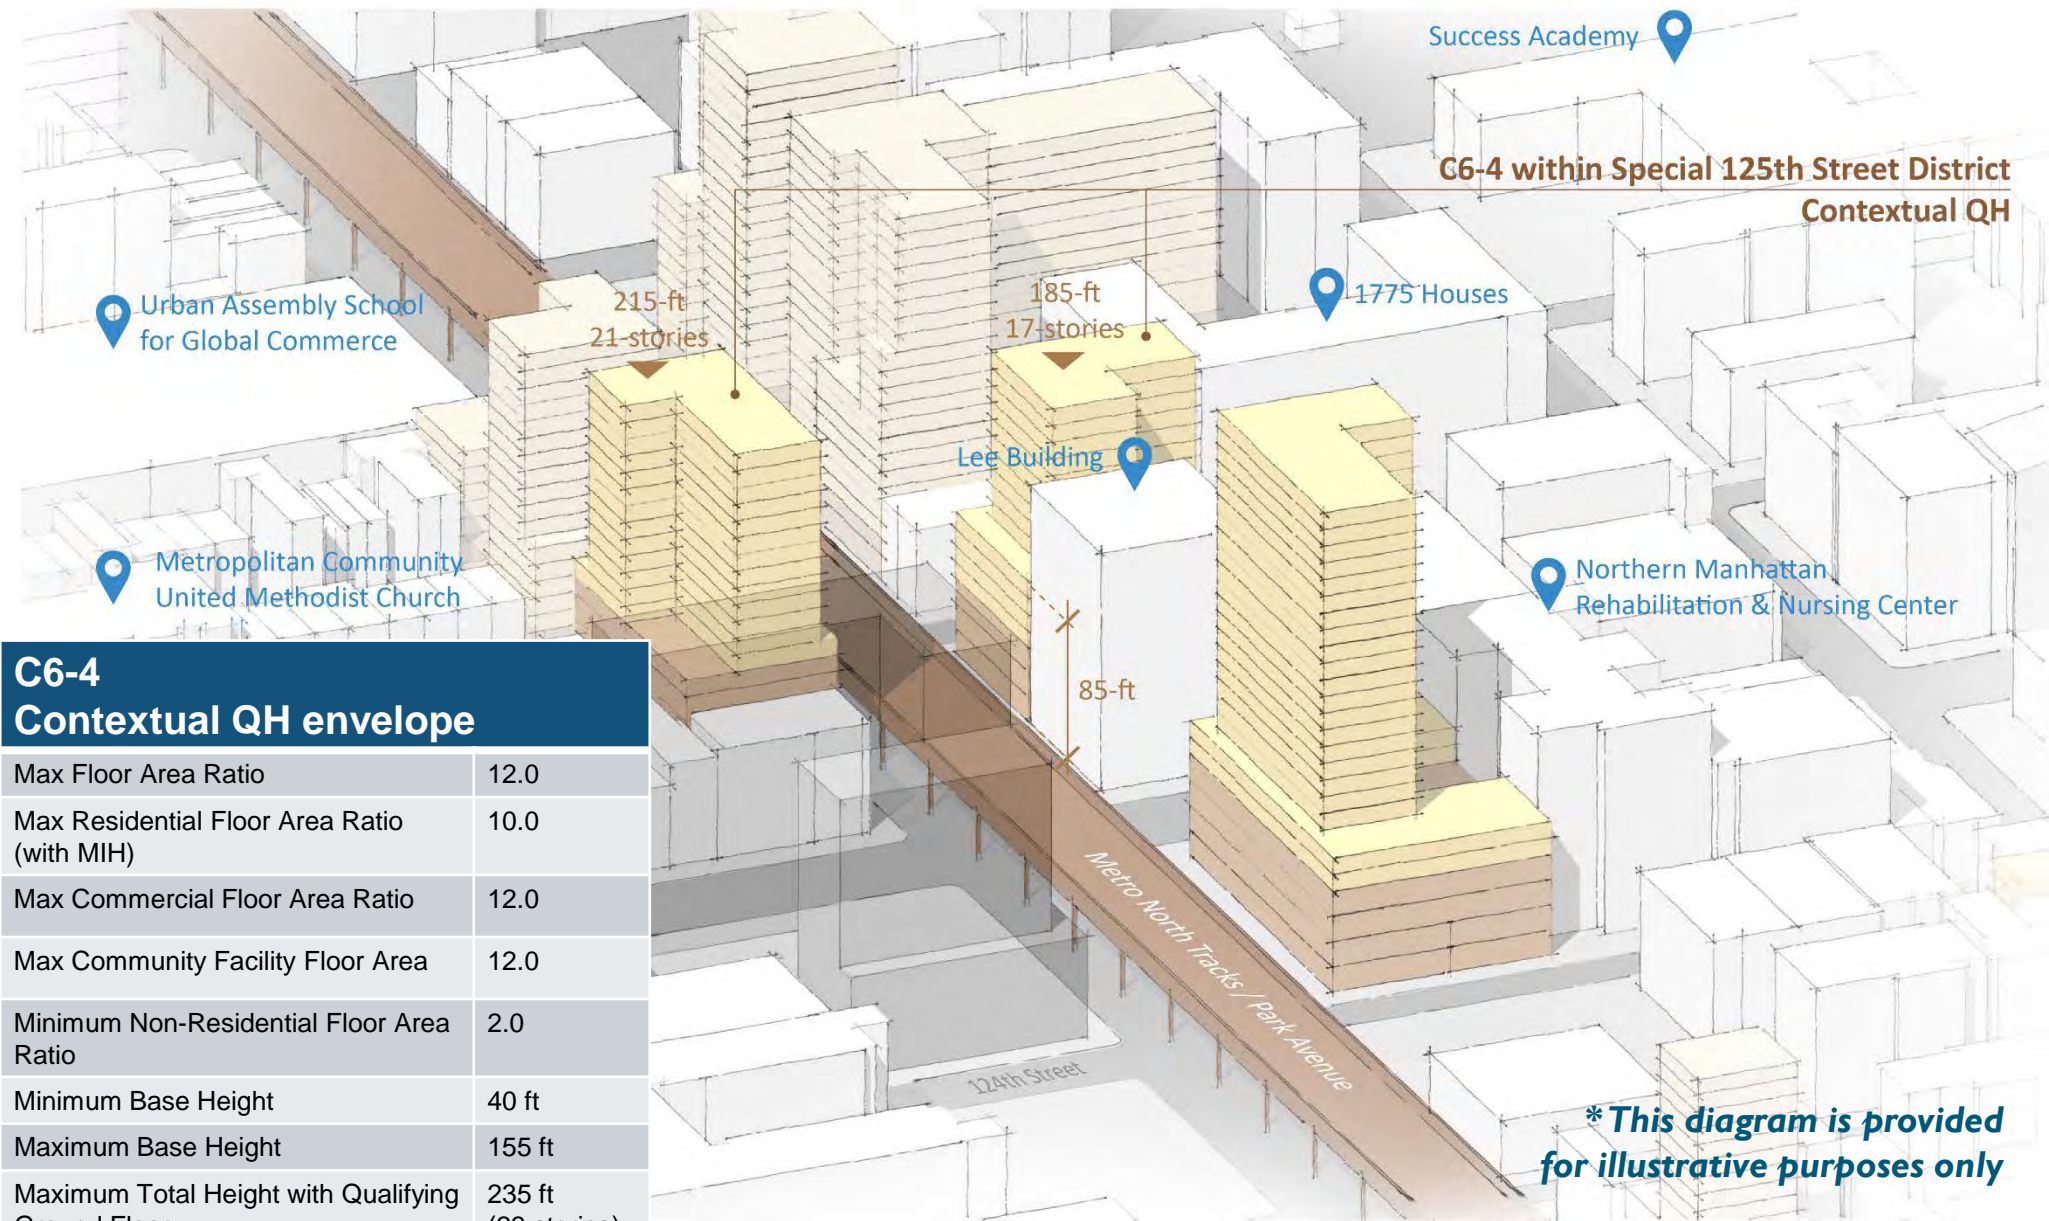 Success Academy
C6-4 within Special 125th Street District
Contextual QH
215-ft
21-stories
185-ft
17-stories
1775 Houses
Urban Assembly School
for Global Commerce
Lee Building
Metropolitan Community
United Methodist Church
Northern Manhattan
Rehabilitation & Nursing Center
85-ft
Metro North Tracks / Park Avenue
124th Street
C6-4
Contextual QH envelope
Max Floor Area Ratio 12.0
Max Residential Floor Area Ratio 10.0
(with MIH)
Max Commercial Floor Area Ratio 12.0
Max Community Facility Floor Area 12.0
Minimum Non-Residential Floor Area 2.0
Ratio
Minimum Base Height 40 ft
Maximum Base Height 155 ft
Maximum Total Height with Qualifying 235 ft
* This diagram is provided
for illustrative purposes only